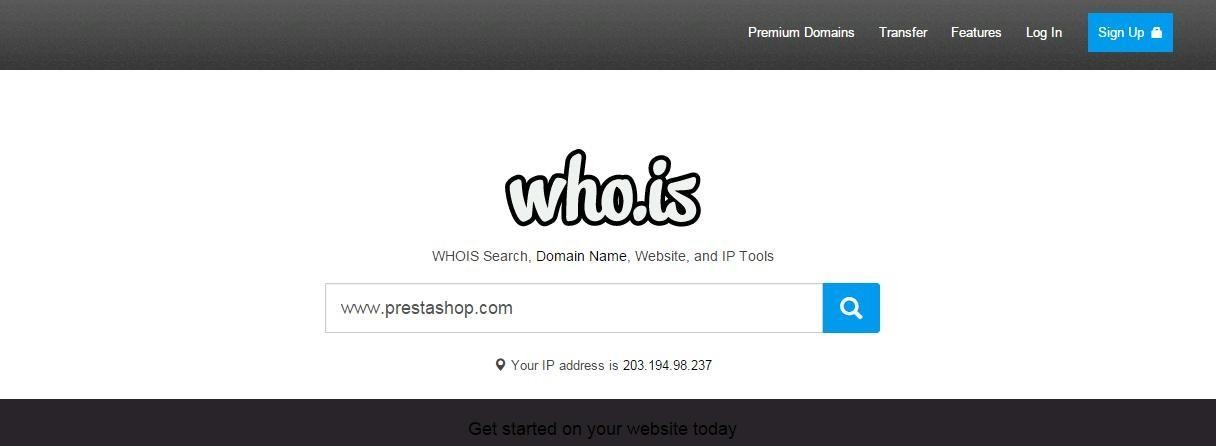 Premium Domains Transfer Features Log In Sign Up
who.is
WHOIS Search, Domain Name, Website, and IP Tools
www.prestashop.com
Your IP address is 203.194.98.237
Get started on your website today